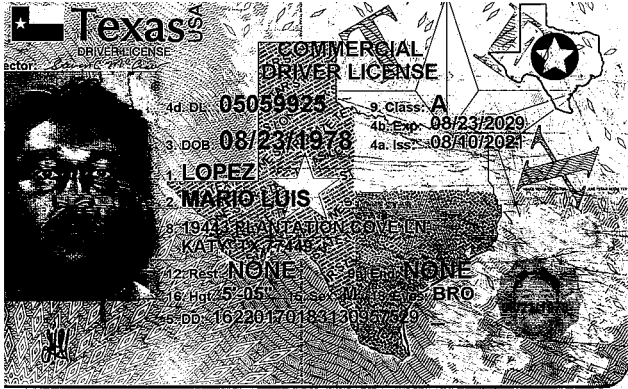 Texas USA
DRIVER LICENSE
COMMERCIAL
DRIVER LICENSE
4d. DL 05059925 9. Class: A
4b. Exp: 08/23/2029
3. DOB 08/23/1978 4a. Iss: 08/10/2021
1. LOPEZ
2. MARIO LUIS
8. 19443 PLANTATION COVE LN
KATY TX 77449
12. Rest: NONE 9a. End: NONE
16. Hgt: 5'-05" 15. Sex: M 18. Eyes: BRO
5. DD: